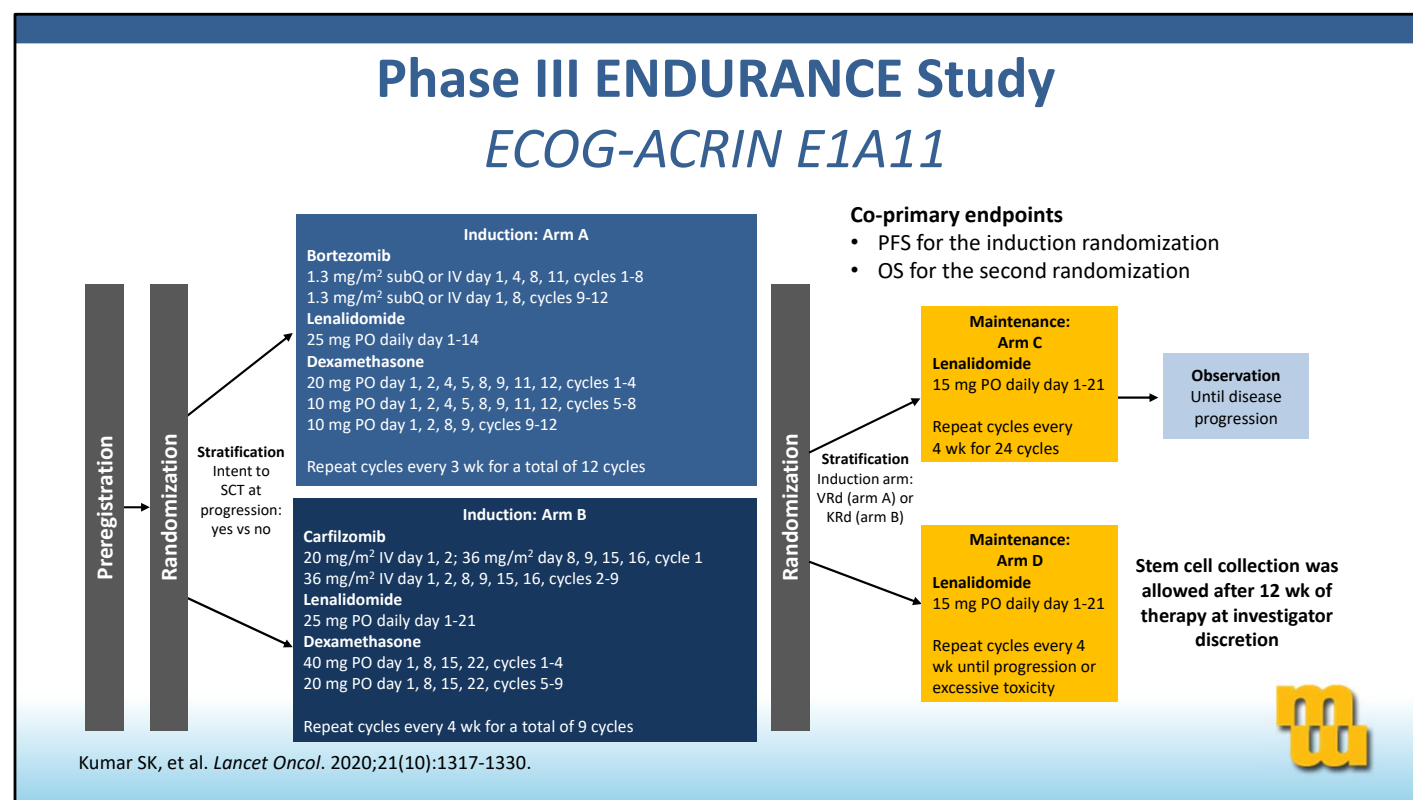 Phase III ENDURANCE Study
ECOG-ACRIN E1A11
Preregistration
Randomization
Stratification
Intent to
SCT at
progression:
yes vs no
Induction: Arm A
Bortezomib
1.3 mg/m² subQ or IV day 1, 4, 8, 11, cycles 1-8
1.3 mg/m² subQ or IV day 1, 8, cycles 9-12
Lenalidomide
25 mg PO daily day 1-14
Dexamethasone
20 mg PO day 1, 2, 4, 5, 8, 9, 11, 12, cycles 1-4
10 mg PO day 1, 2, 4, 5, 8, 9, 11, 12, cycles 5-8
10 mg PO day 1, 2, 8, 9, cycles 9-12
Repeat cycles every 3 wk for a total of 12 cycles
Induction: Arm B
Carfilzomib
20 mg/m² IV day 1, 2; 36 mg/m² day 8, 9, 15, 16, cycle 1
36 mg/m² IV day 1, 2, 8, 9, 15, 16, cycles 2-9
Lenalidomide
25 mg PO daily day 1-21
Dexamethasone
40 mg PO day 1, 8, 15, 22, cycles 1-4
20 mg PO day 1, 8, 15, 22, cycles 5-9
Repeat cycles every 4 wk for a total of 9 cycles
Randomization
Co-primary endpoints
• PFS for the induction randomization
• OS for the second randomization
Stratification
Induction arm:
VRd (arm A) or
KRd (arm B)
Maintenance:
Arm C
Lenalidomide
15 mg PO daily day 1-21
Repeat cycles every
4 wk for 24 cycles
Observation
Until disease
progression
Maintenance:
Arm D
Lenalidomide
15 mg PO daily day 1-21
Repeat cycles every 4
wk until progression or
excessive toxicity
Stem cell collection was
allowed after 12 wk of
therapy at investigator
discretion
Kumar SK, et al. Lancet Oncol. 2020;21(10):1317-1330.